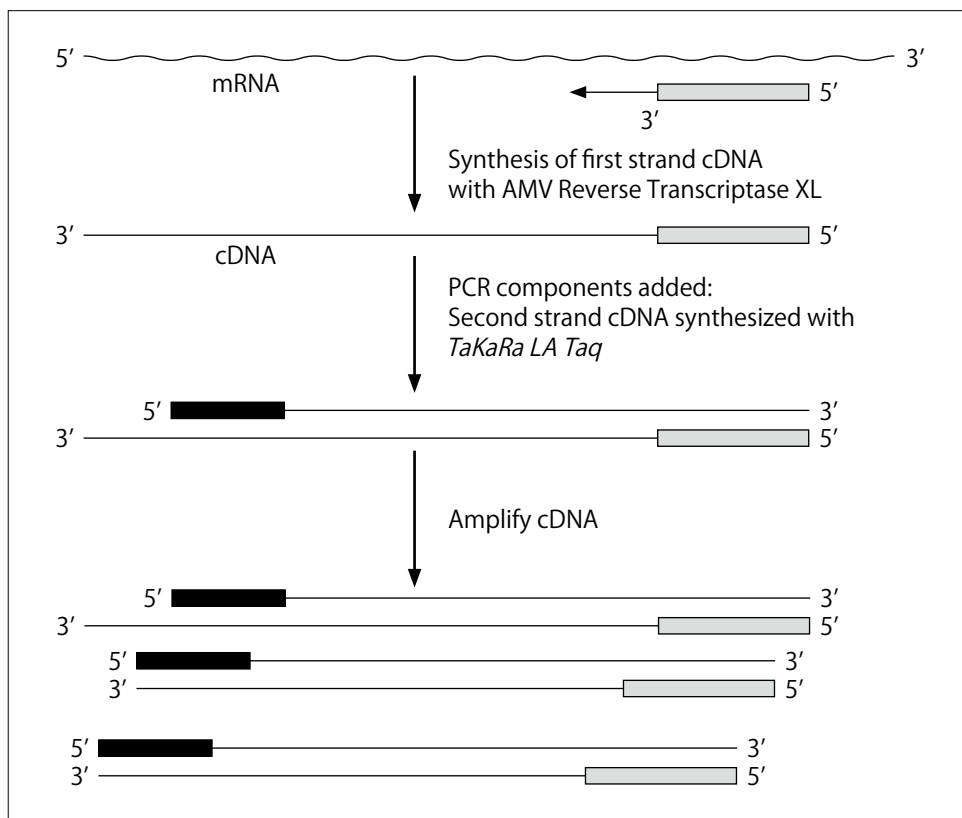 5′ 3′
mRNA 5′
3′
Synthesis of first strand cDNA
with AMV Reverse Transcriptase XL
3′ 5′
cDNA
PCR components added:
Second strand cDNA synthesized with
TaKaRa LA Taq
5′ 3′
3′ 5′
Amplify cDNA
5′ 3′
3′ 5′
5′ 3′
3′ 5′
5′ 3′
3′ 5′